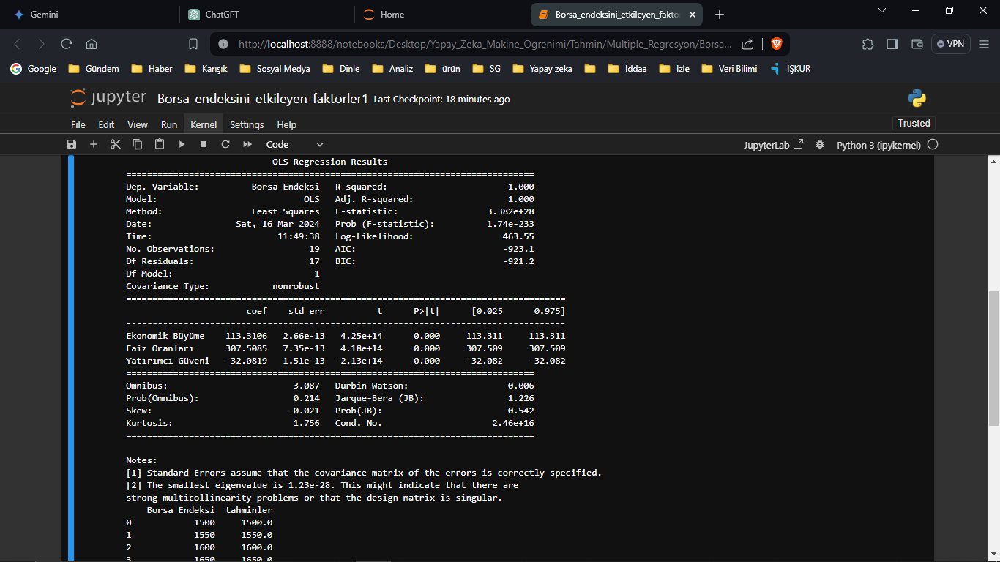 Gemini
ChatGPT
Home
Borsa_endeksini_etkileyen_fakto
http://localhost:8888/notebooks/Desktop/Yapay_Zeka_Makine_Ogrenimi/Tahmin/Multiple_Regresyon/Borsa...
VPN
Google Gündem Haber Karışık Sosyal Medya Dinle Analiz ürün SG Yapay zeka İddaa İzle Veri Bilimi İŞKUR
jupyter Borsa_endeksini_etkileyen_faktorler1 Last Checkpoint: 18 minutes ago
File Edit View Run Kernel Settings Help Trusted
Code JupyterLab Python 3 (ipykernel)
OLS Regression Results
==============================================================================
Dep. Variable: Borsa Endeksi R-squared: 1.000
Model: OLS Adj. R-squared: 1.000
Method: Least Squares F-statistic: 3.382e+28
Date: Sat, 16 Mar 2024 Prob (F-statistic): 1.74e-233
Time: 11:49:38 Log-Likelihood: 463.55
No. Observations: 19 AIC: -923.1
Df Residuals: 17 BIC: -921.2
Df Model: 1
Covariance Type: nonrobust
====================================================================================
coef std err t P>|t| [0.025 0.975]
------------------------------------------------------------------------------------
Ekonomik Büyüme 113.3106 2.66e-13 4.25e+14 0.000 113.311 113.311
Faiz Oranları 307.5085 7.35e-13 4.18e+14 0.000 307.509 307.509
Yatırımcı Güveni -32.0819 1.51e-13 -2.13e+14 0.000 -32.082 -32.082
==============================================================================
Omnibus: 3.087 Durbin-Watson: 0.006
Prob(Omnibus): 0.214 Jarque-Bera (JB): 1.226
Skew: -0.021 Prob(JB): 0.542
Kurtosis: 1.756 Cond. No. 2.46e+16
==============================================================================
Notes:
[1] Standard Errors assume that the covariance matrix of the errors is correctly specified.
[2] The smallest eigenvalue is 1.23e-28. This might indicate that there are
strong multicollinearity problems or that the design matrix is singular.
Borsa Endeksi tahminler
0 1500 1500.0
1 1550 1550.0
2 1600 1600.0
3 1650 1650.0